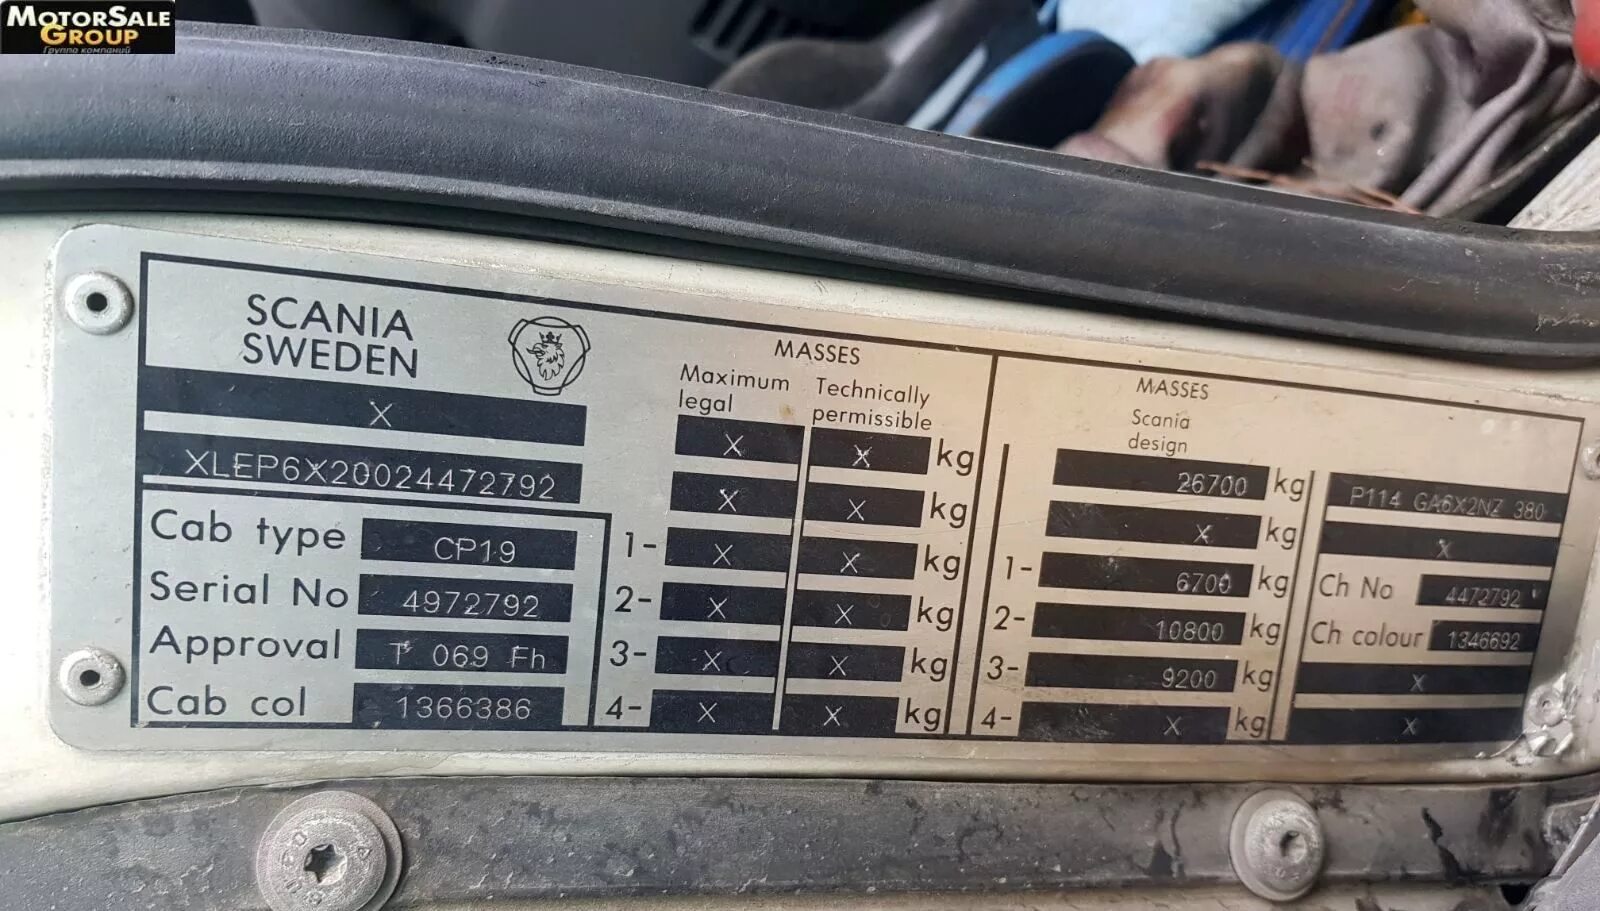 MotorSale
Group
Группа компаний
SCANIA
SWEDEN
X
XLEP6X20024472792
Cab type CP19
Serial No 4972792
Approval T 069 Fh
Cab col 1366386
MASSES
Maximum legal Technically permissible
X X kg
X X kg
1- X X kg
2- X X kg
3- X X kg
4- X X kg
MASSES
Scania
design
26700 kg
X kg
1- 6700 kg
2- 10800 kg
3- 9200 kg
4- X kg
P114 GA6X2NZ 380
X
Ch No 4472792
Ch colour 1346692
X
X